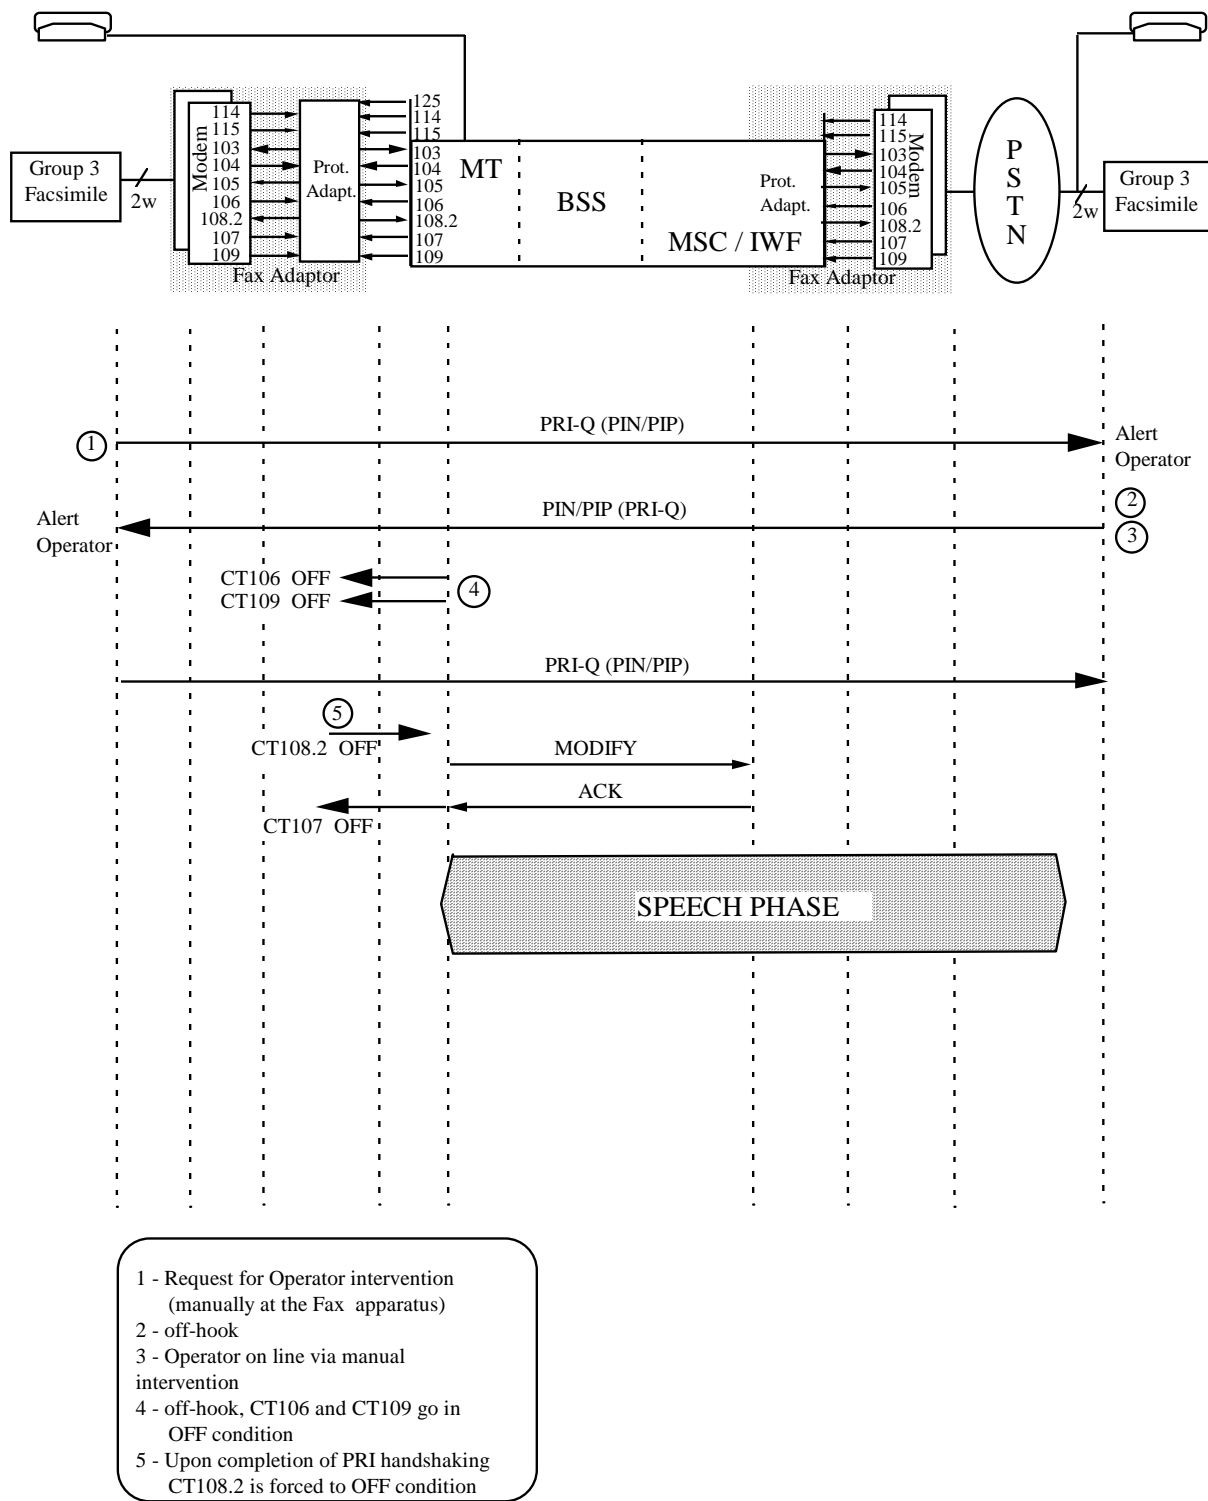 125
114
114
115
115
103
104
105
106
108.2
107
109
Modem
Prot.
Adapt.
Group 3
Facsimile
2w
Fax Adaptor
103
104
105
106
108.2
107
109
MT
BSS
MSC / IWF
Prot.
Adapt.
114
115
103
104
105
106
108.2
107
109
Modem
Fax Adaptor
P
S
T
N
2w
Group 3
Facsimile
PRI-Q (PIN/PIP)
1
Alert
Operator
2
PIN/PIP (PRI-Q)
Alert
Operator
3
CT106 OFF
4
CT109 OFF
PRI-Q (PIN/PIP)
5
CT108.2 OFF
MODIFY
ACK
CT107 OFF
SPEECH PHASE
1 - Request for Operator intervention
(manually at the Fax apparatus)
2 - off-hook
3 - Operator on line via manual
intervention
4 - off-hook, CT106 and CT109 go in
OFF condition
5 - Upon completion of PRI handshaking
CT108.2 is forced to OFF condition